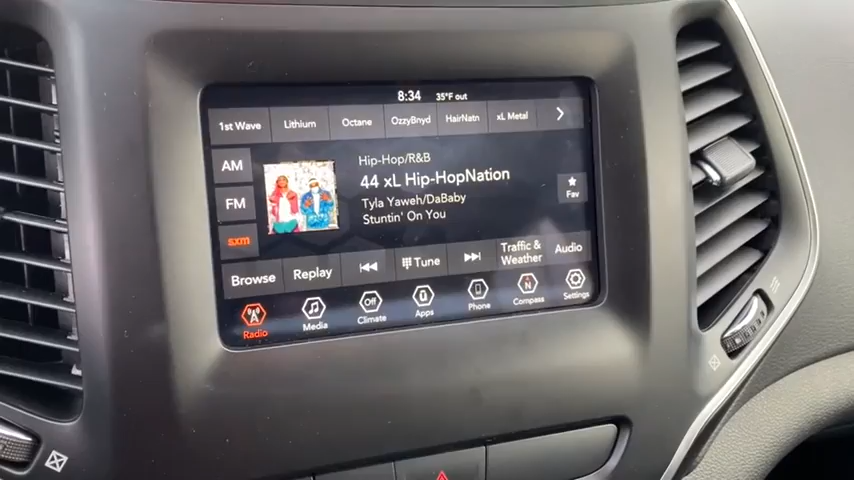 8:34 35°F out
1st Wave Lithium Octane OzzyBnyd HairNatn xL Metal
AM
FM
sxm
Hip-Hop/R&B
44 xL Hip-HopNation
Tyla Yaweh/DaBaby
Stuntin' On You
Fav
Browse Replay Tune Traffic & Weather Audio
Off
N
Radio Media Climate Apps Phone Compass Settings